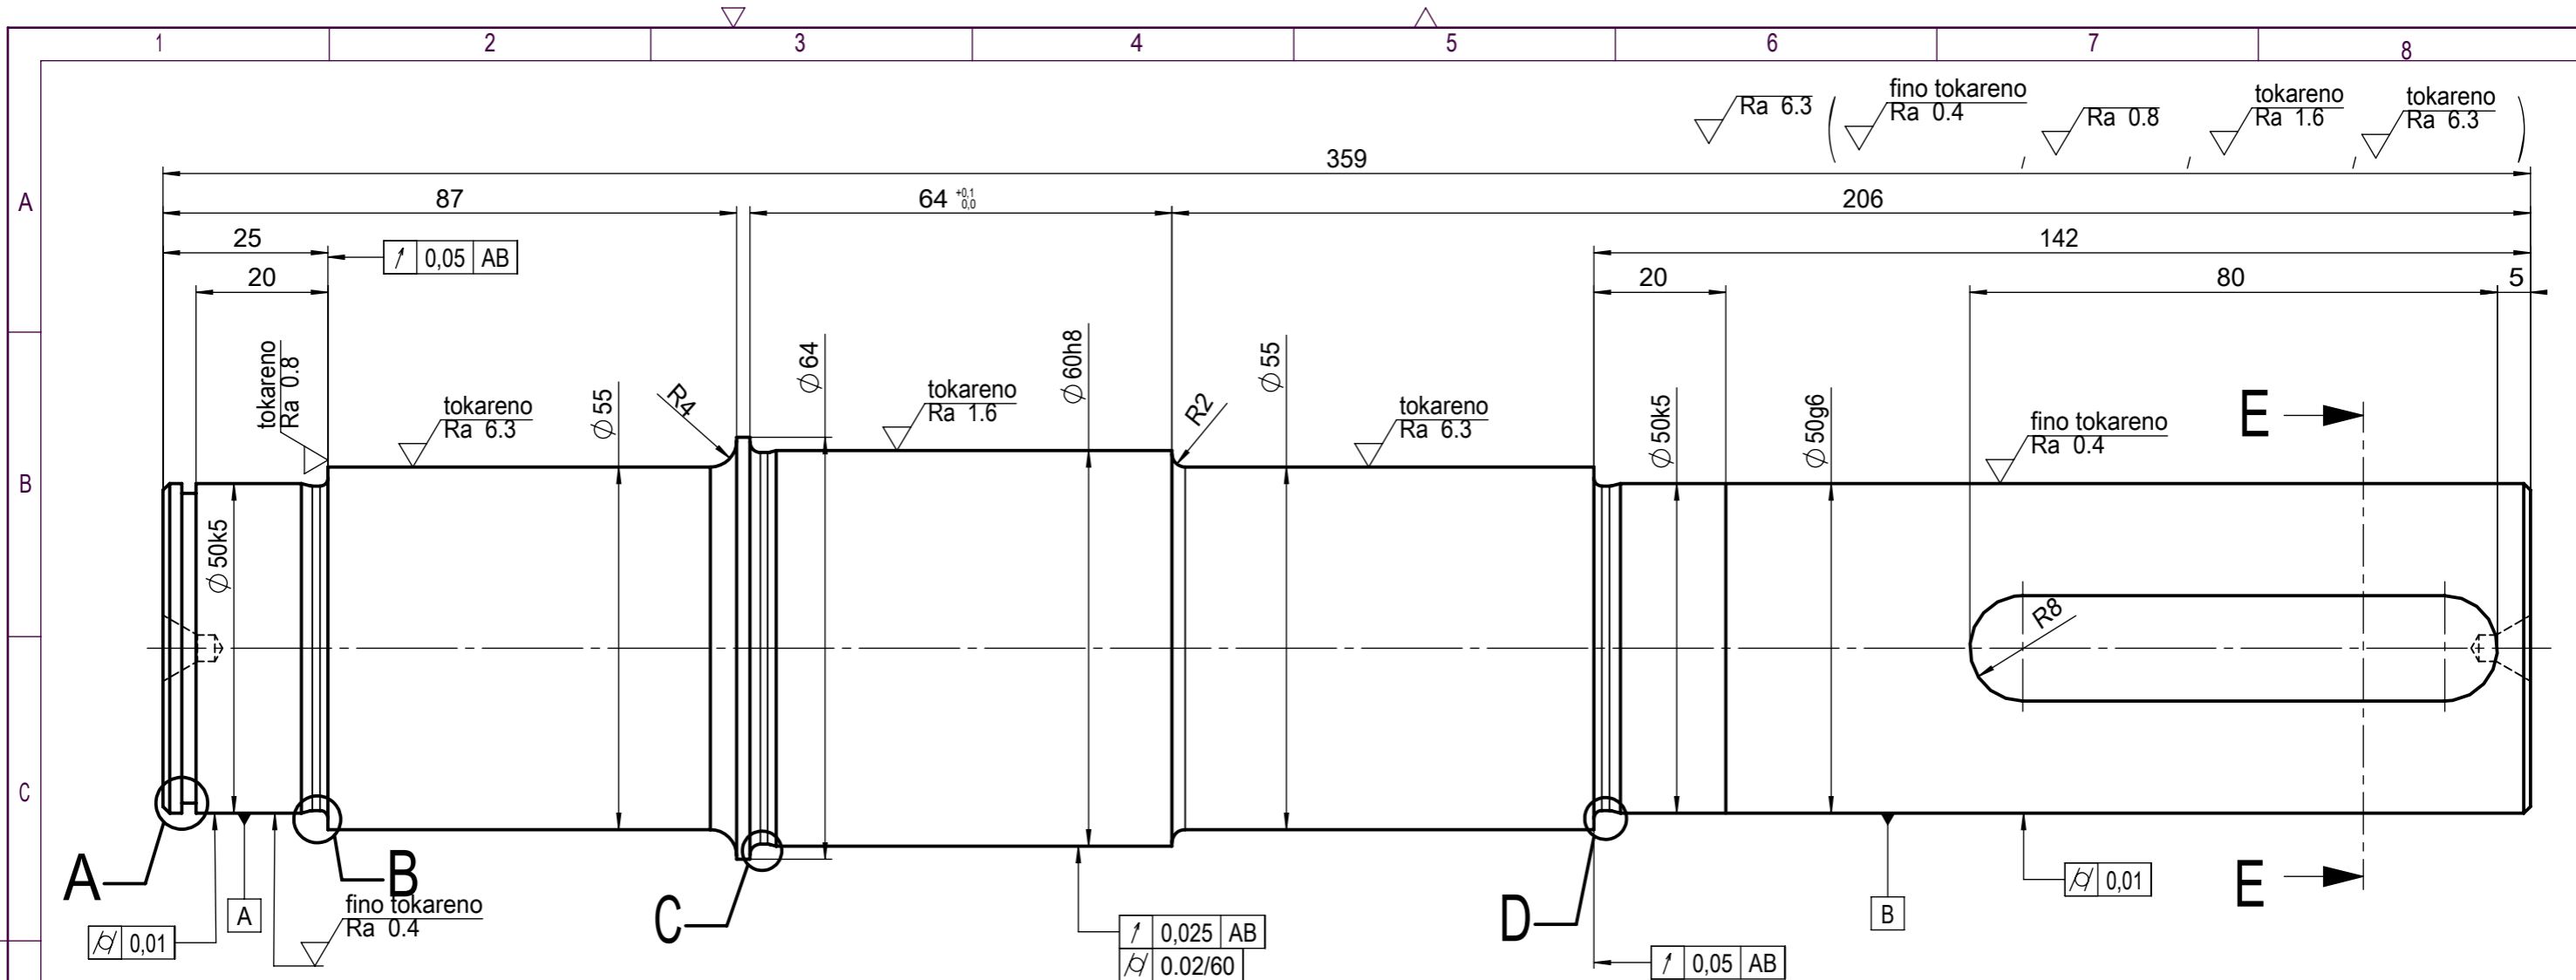 1 2 3 4 5 6 7 8
A
B
C
Ra 6.3
fino tokareno
Ra 0.4
Ra 0.8
tokareno
Ra 1.6
tokareno
Ra 6.3
359
87
64 +0,1 0,0
206
25
0,05 AB
142
20
20
80
5
tokareno
Ra 0.8
tokareno
Ra 6.3
⌀55
R4
⌀64
tokareno
Ra 1.6
⌀60h8
R2
⌀55
tokareno
Ra 6.3
⌀50k5
⌀50g6
fino tokareno
Ra 0.4
E
⌀50k5
R8
A
B
C
D
E
0,01
A
fino tokareno
Ra 0.4
0,025 AB
0.02/60
0,05 AB
B
0,01